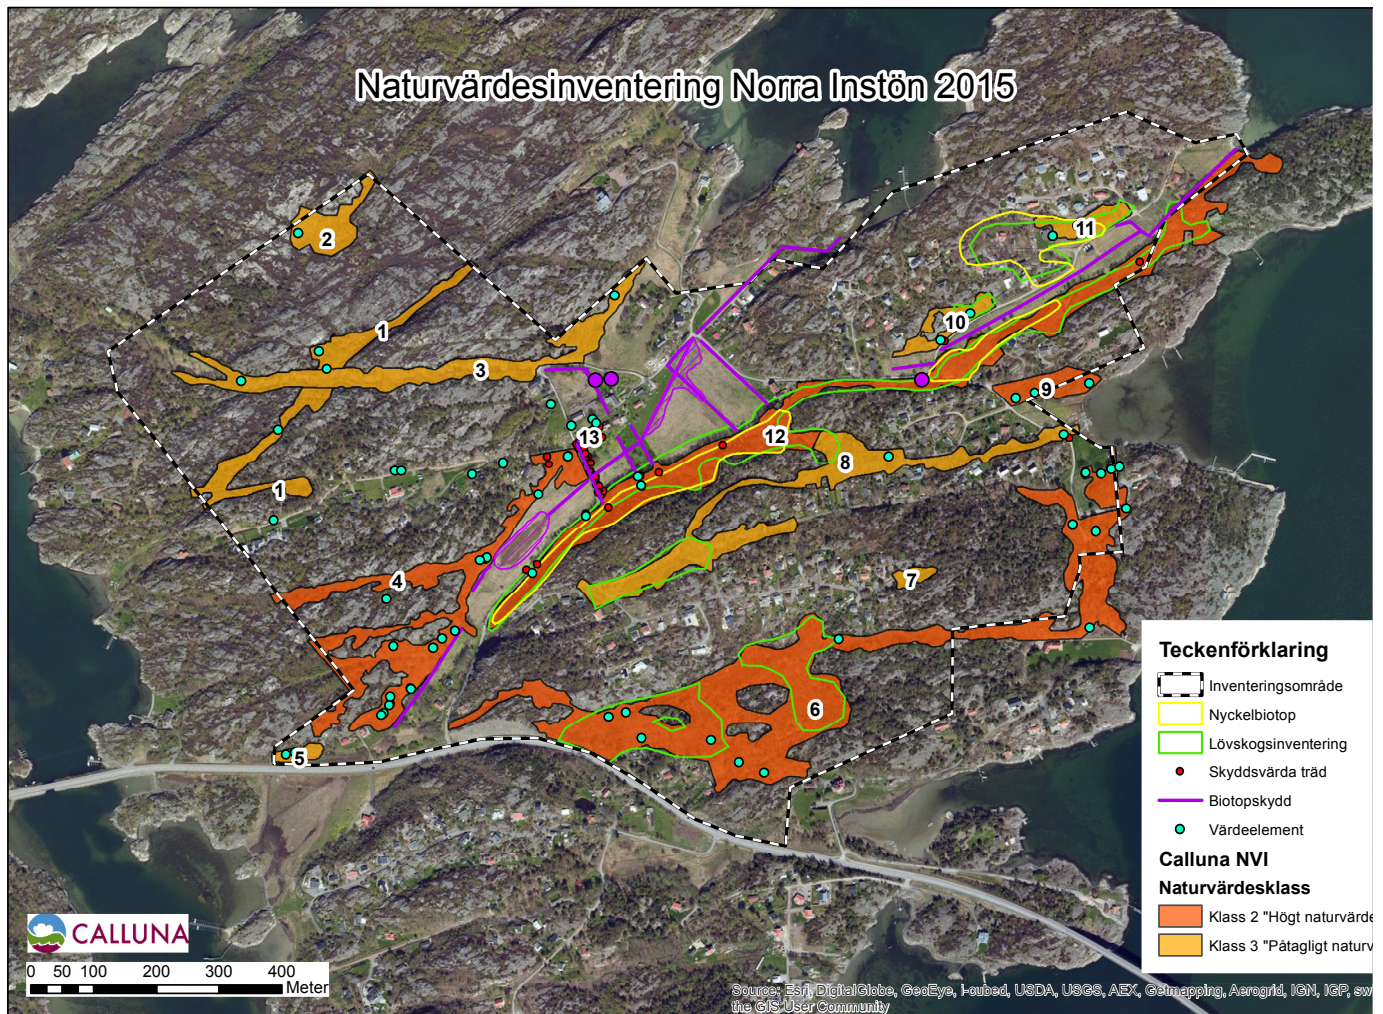 Naturvärdesinventering Norra Instön 2015
2
11
1
10
3
9
12
13
8
1
7
4
6
5
Teckenförklaring
Inventeringsområde
Nyckelbiotop
Lövskogsinventering
Skyddsvärda träd
Biotopskydd
Värdeelement
Calluna NVI
Naturvärdesklass
Klass 2 "Högt naturvärde
Klass 3 "Påtagligt naturv
CALLUNA
0 50 100 200 300 400
Meter
Source: Esri, DigitalGlobe, GeoEye, i-cubed, USDA, USGS, AEX, Getmapping, Aerogrid, IGN, IGP, sw
the GIS User Community